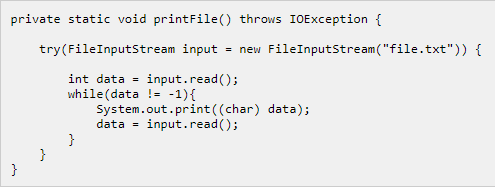 private static void printFile() throws IOException {
    try(FileInputStream input = new FileInputStream("file.txt")) {
        int data = input.read();
        while(data != -1){
            System.out.print((char) data);
            data = input.read();
        }
    }
}